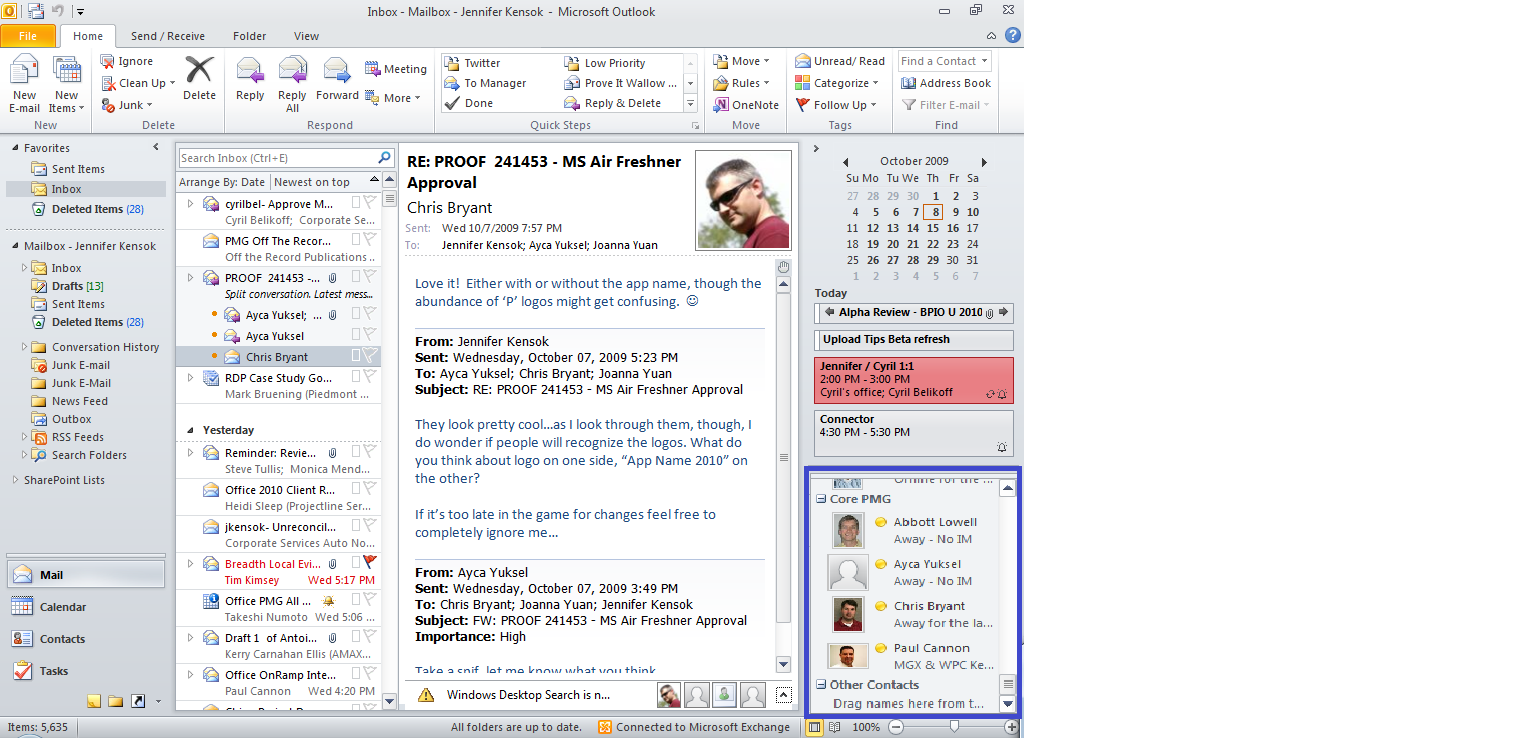 Inbox - Mailbox - Jennifer Kensok - Microsoft Outlook
File Home Send / Receive Folder View
New E-mail
New Items
Ignore
Clean Up
Junk
Delete
Reply
Reply All
Forward
Meeting
More
Twitter
To Manager
Done
Low Priority
Prove It Wallow ...
Reply & Delete
Move
Rules
OneNote
Unread/ Read
Categorize
Follow Up
Find a Contact
Address Book
Filter E-mail
New Delete Respond Quick Steps Move Tags Find
Favorites
Sent Items
Inbox
Deleted Items (28)
Mailbox - Jennifer Kensok
Inbox
Drafts [13]
Sent Items
Deleted Items (28)
Conversation History
Junk E-mail
Junk E-Mail
News Feed
Outbox
RSS Feeds
Search Folders
SharePoint Lists
Mail
Calendar
Contacts
Tasks
Search Inbox (Ctrl+E)
Arrange By: Date Newest on top
cyrilbel- Approve M...
Cyril Belikoff; Corporate Se...
PMG Off The Recor...
Off the Record Publications ..
PROOF 241453 -...
Split conversation. Latest mess...
Ayca Yuksel; ...
Ayca Yuksel
Chris Bryant
RDP Case Study Go...
Mark Bruening (Piedmont ...
Yesterday
Reminder: Revie...
Steve Tullis; Monica Mend...
Office 2010 Client R...
Heidi Sleep (Projectline Ser...
jkensok- Unreconcil...
Corporate Services Auto No...
Breadth Local Evi...
Tim Kimsey Wed 5:17 PM
Office PMG All ...
Takeshi Numoto Wed 5:06 ...
Draft 1 of Antoi...
Kerry Carnahan Ellis (AMAX...
Office OnRamp Inte...
Paul Cannon Wed 4:20 PM
RE: PROOF 241453 - MS Air Freshner
Approval
Chris Bryant
Sent: Wed 10/7/2009 7:57 PM
To: Jennifer Kensok; Ayca Yuksel; Joanna Yuan
Love it! Either with or without the app name, though the
abundance of ‘P’ logos might get confusing. ☺
From: Jennifer Kensok
Sent: Wednesday, October 07, 2009 5:23 PM
To: Ayca Yuksel; Chris Bryant; Joanna Yuan
Subject: RE: PROOF 241453 - MS Air Freshner Approval
They look pretty cool…as I look through them, though, I
do wonder if people will recognize the logos. What do
you think about logo on one side, “App Name 2010” on
the other?
If it’s too late in the game for changes feel free to
completely ignore me…
From: Ayca Yuksel
Sent: Wednesday, October 07, 2009 3:49 PM
To: Chris Bryant; Joanna Yuan; Jennifer Kensok
Subject: FW: PROOF 241453 - MS Air Freshner Approval
Importance: High
Take a snif, let me know what you think
Windows Desktop Search is n...
October 2009
Su Mo Tu We Th Fr Sa
27 28 29 30 1 2 3
4 5 6 7 8 9 10
11 12 13 14 15 16 17
18 19 20 21 22 23 24
25 26 27 28 29 30 31
1 2 3 4 5 6 7
Today
Alpha Review - BPIO U 2010
Upload Tips Beta refresh
Jennifer / Cyril 1:1
2:00 PM - 3:00 PM
Cyril's office; Cyril Belikoff
Connector
4:30 PM - 5:30 PM
Offline for the ...
Core PMG
Abbott Lowell
Away - No IM
Ayca Yuksel
Away - No IM
Chris Bryant
Away for the la...
Paul Cannon
MGX & WPC Ke...
Other Contacts
Drag names here from t...
Items: 5,635
All folders are up to date. Connected to Microsoft Exchange 100%